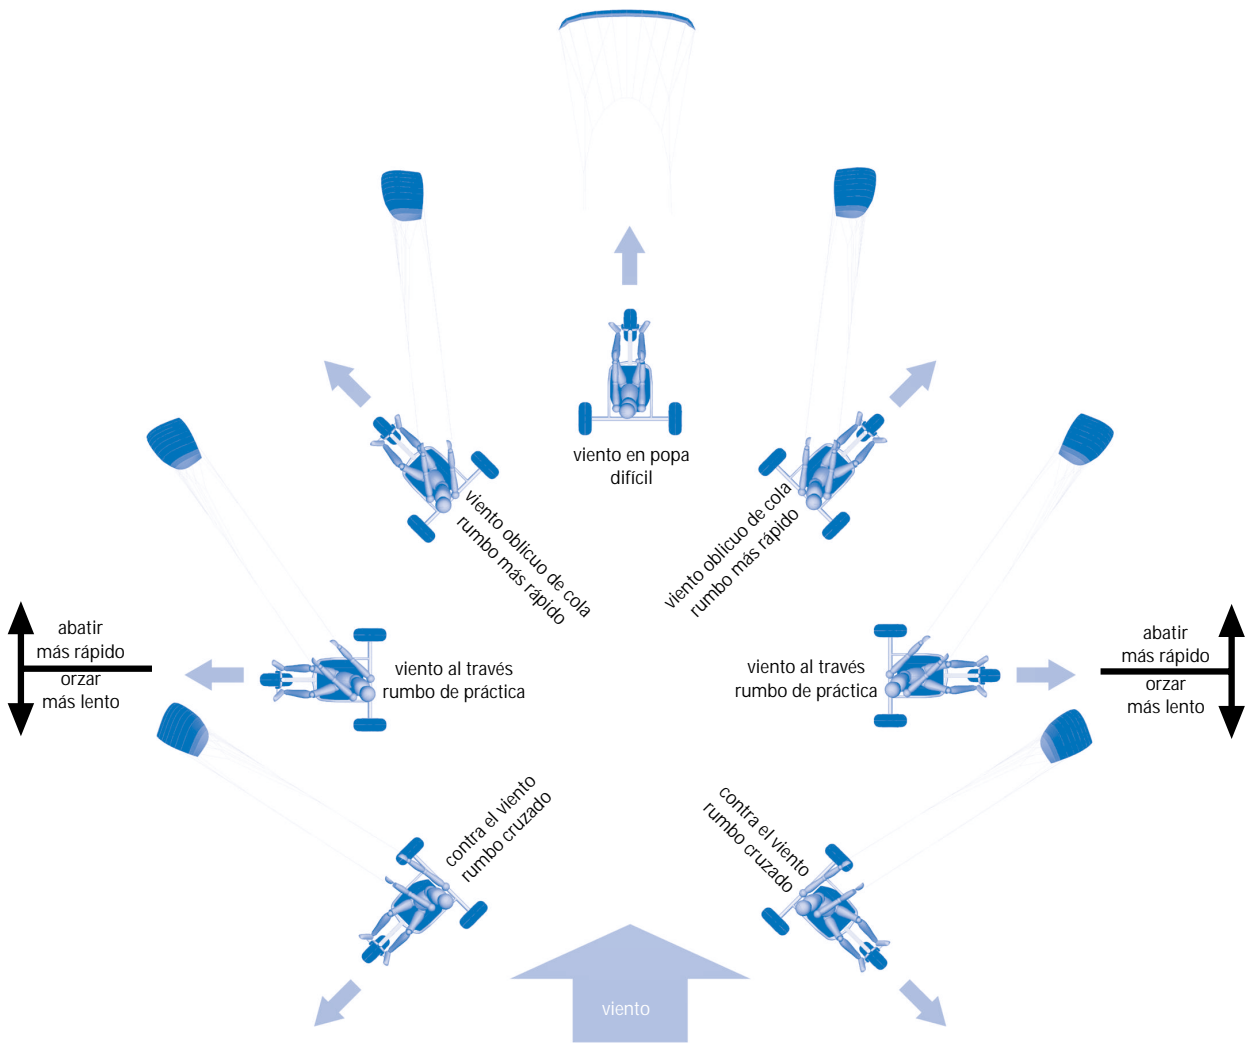 viento en popa
difícil
viento oblicuo de cola
rumbo más rápido
viento oblicuo de cola
rumbo más rápido
abatir
más rápido
orzar
más lento
viento al través
rumbo de práctica
viento al través
rumbo de práctica
abatir
más rápido
orzar
más lento
contra el viento
rumbo cruzado
contra el viento
rumbo cruzado
viento